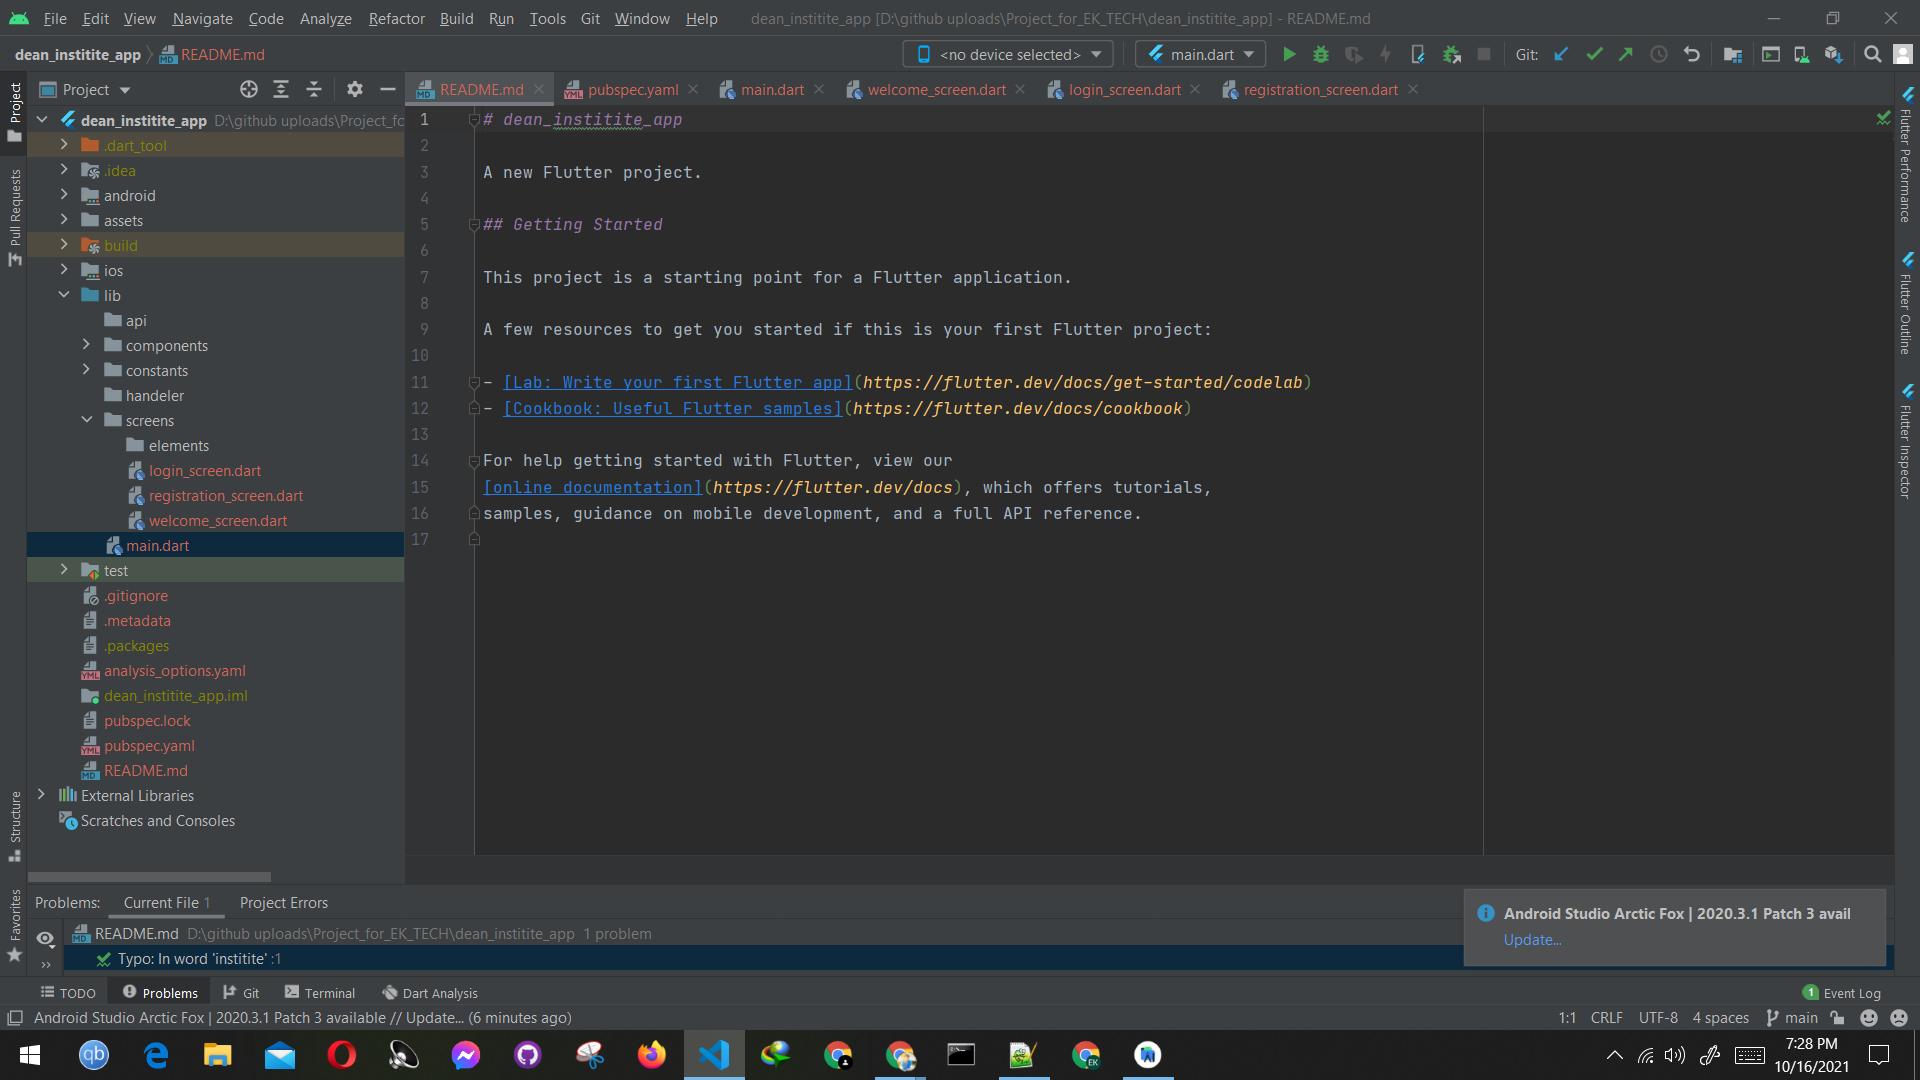 File Edit View Navigate Code Analyze Refactor Build Run Tools Git Window Help dean_institite_app [D:\github uploads\Project_for_EK_TECH\dean_institite_app] - README.md
dean_institite_app README.md <no device selected> main.dart Git:
Project README.md pubspec.yaml main.dart welcome_screen.dart login_screen.dart registration_screen.dart
Project
Pull Requests
Structure
Favorites
dean_institite_app D:\github uploads\Project_fo
.dart_tool
.idea
android
assets
build
ios
lib
api
components
constants
handeler
screens
elements
login_screen.dart
registration_screen.dart
welcome_screen.dart
main.dart
test
.gitignore
.metadata
.packages
analysis_options.yaml
dean_institite_app.iml
pubspec.lock
pubspec.yaml
README.md
External Libraries
Scratches and Consoles
1 # dean_institite_app
2
3 A new Flutter project.
4
5 ## Getting Started
6
7 This project is a starting point for a Flutter application.
8
9 A few resources to get you started if this is your first Flutter project:
10
11 - [Lab: Write your first Flutter app](https://flutter.dev/docs/get-started/codelab)
12 - [Cookbook: Useful Flutter samples](https://flutter.dev/docs/cookbook)
13
14 For help getting started with Flutter, view our
15 [online documentation](https://flutter.dev/docs), which offers tutorials,
16 samples, guidance on mobile development, and a full API reference.
17
Flutter Performance
Flutter Outline
Flutter Inspector
Problems: Current File 1 Project Errors
README.md D:\github uploads\Project_for_EK_TECH\dean_institite_app 1 problem
Typo: In word 'institite' :1
Android Studio Arctic Fox | 2020.3.1 Patch 3 avail
Update...
TODO Problems Git Terminal Dart Analysis 1 Event Log
Android Studio Arctic Fox | 2020.3.1 Patch 3 available // Update... (6 minutes ago) 1:1 CRLF UTF-8 4 spaces main
qb EK
7:28 PM
10/16/2021